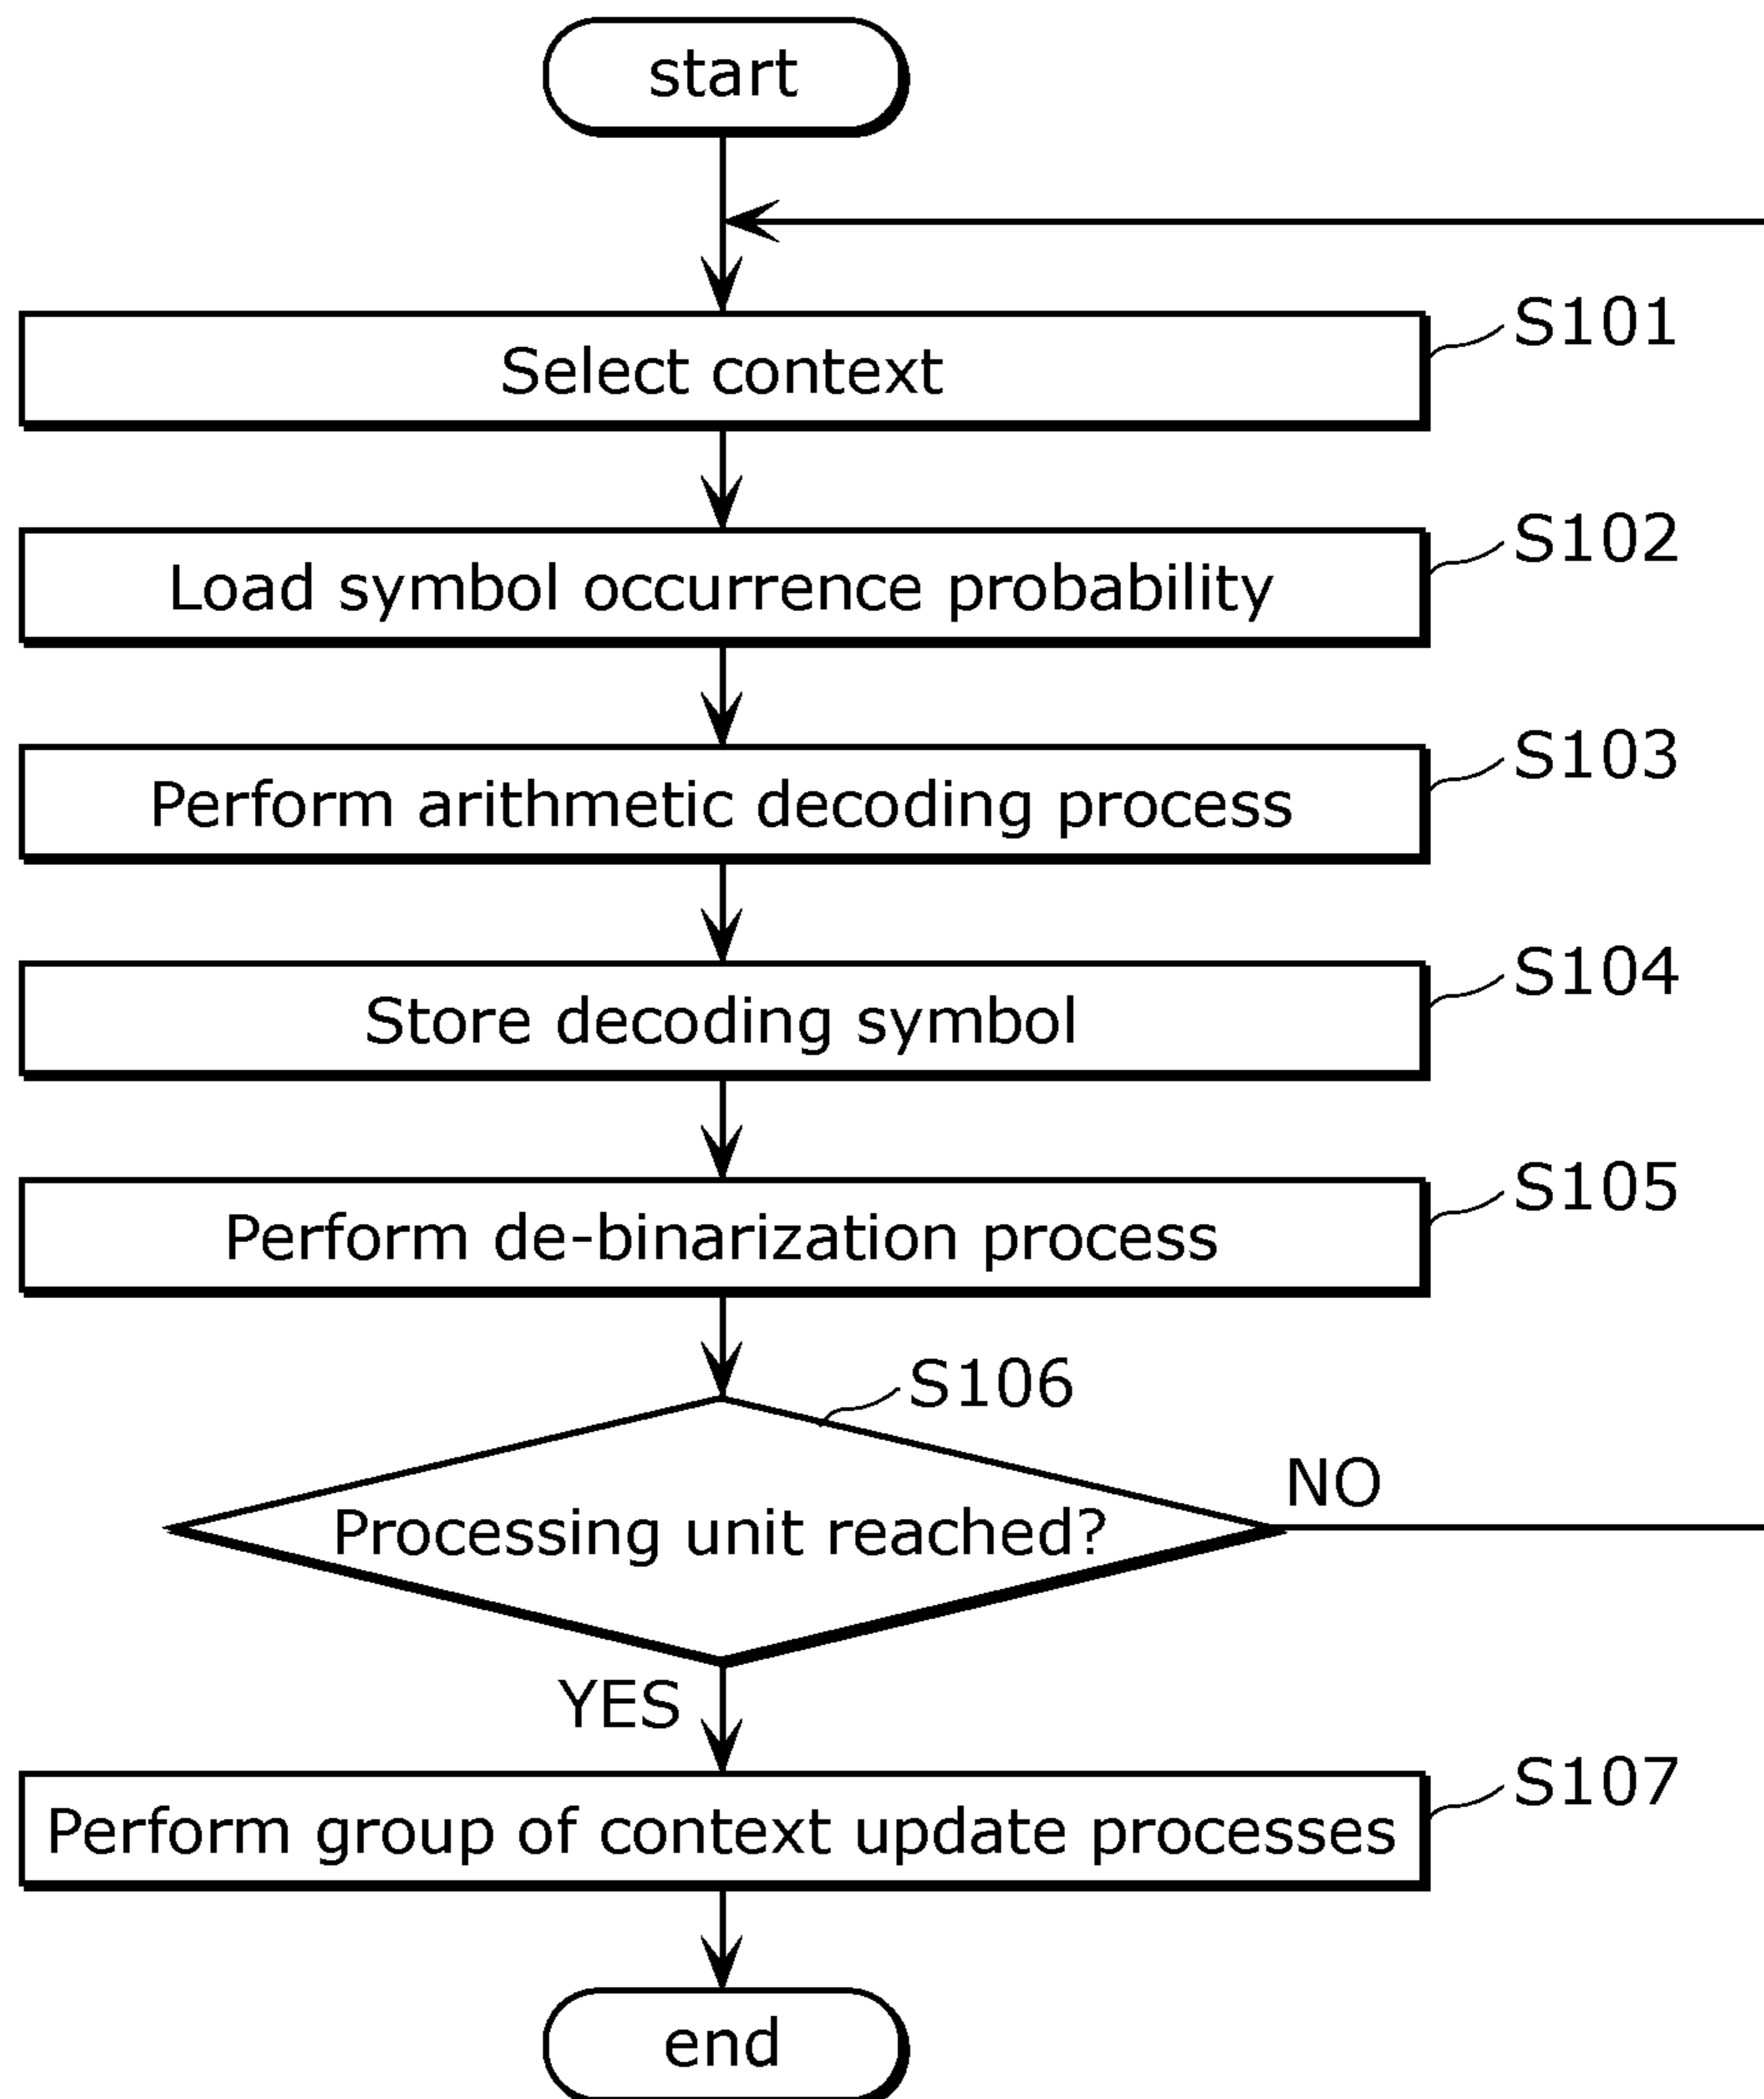 start
Select context
S101
Load symbol occurrence probability
S102
Perform arithmetic decoding process
S103
Store decoding symbol
S104
Perform de-binarization process
S105
S106
Processing unit reached?
NO
YES
Perform group of context update processes
S107
end